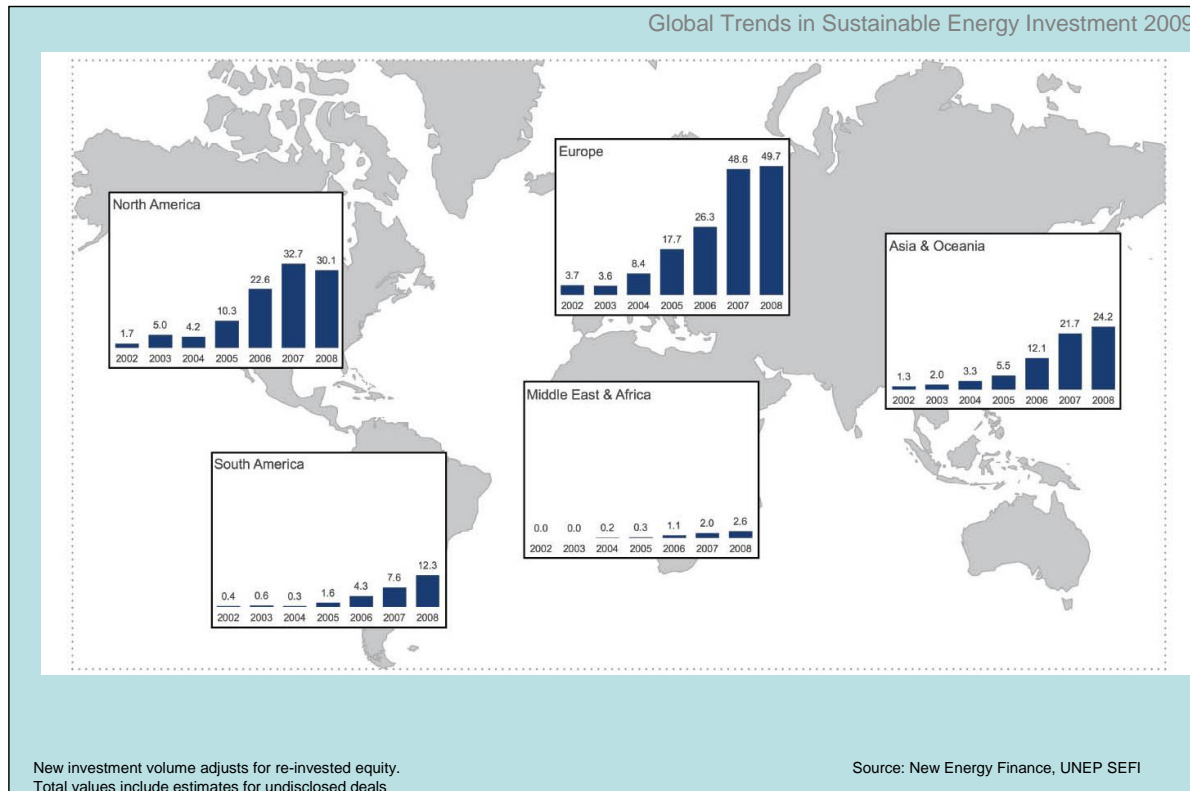 Global Trends in Sustainable Energy Investment 2009
North America
1.7 5.0 4.2 10.3 22.6 32.7 30.1
2002 2003 2004 2005 2006 2007 2008
Europe
3.7 3.6 8.4 17.7 26.3 48.6 49.7
2002 2003 2004 2005 2006 2007 2008
Asia & Oceania
1.3 2.0 3.3 5.5 12.1 21.7 24.2
2002 2003 2004 2005 2006 2007 2008
Middle East & Africa
0.0 0.0 0.2 0.3 1.1 2.0 2.6
2002 2003 2004 2005 2006 2007 2008
South America
0.4 0.6 0.3 1.6 4.3 7.6 12.3
2002 2003 2004 2005 2006 2007 2008
New investment volume adjusts for re-invested equity.
Total values include estimates for undisclosed deals
Source: New Energy Finance, UNEP SEFI